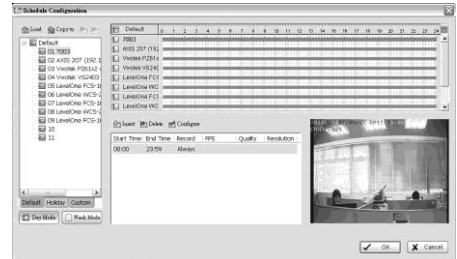 Schedule Configuration
Load Copy to
Default
01 7003
02 AXIS 207 (192.1
03 Vivotek PZ61x2
04 Vivotek VS2403
05 LevelOne FCS-1
06 LevelOne WCS-2
07 LevelOne FCS-1
08 LevelOne WCS-2
09 LevelOne FCS-1
10
11
Default Holiday Custom
Day Mode Week Mode
Default 0 1 2 3 4 5 6 7 8 9 10 11 12 13 14 15 16 17 18 19 20 21 22 23 24
7003
AXIS 207 (192
Vivotek PZ61x
Vivotek VS240
LevelOne FCS
LevelOne WC
LevelOne FCS
LevelOne WC
Insert Delete Configure
Start Time End Time Record FPS Quality Resolution
00:00 23:59 Always
OK Cancel